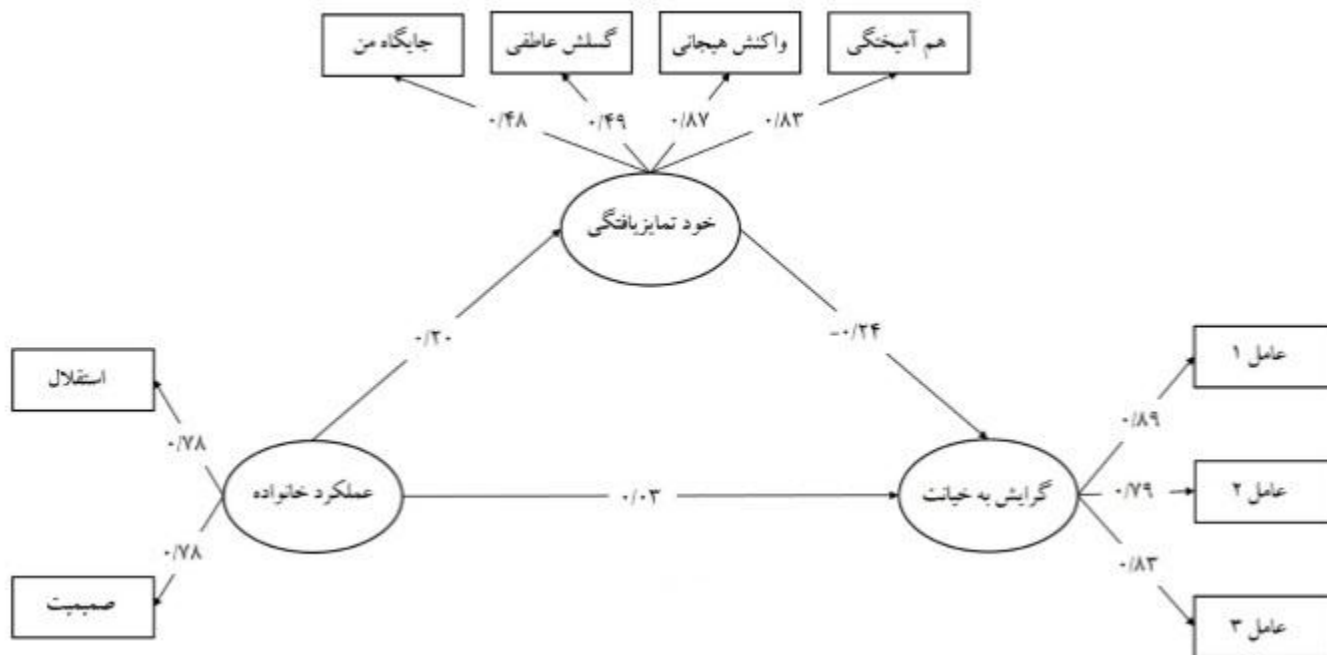 هم آمیختگی
واکنش هیجانی
گسلش عاطفی
جایگاه من
۰/۸۳
۰/۸۷
۰/۴۹
۰/۴۸
خود تمایزیافتگی
۰/۲۰
-۰/۲۴
عامل ۱
استقلال
۰/۸۹
۰/۷۸
عامل ۲
۰/۷۹
گرایش به خیانت
۰/۰۳
عملکرد خانواده
۰/۸۳
۰/۷۸
عامل ۳
صمیمیت